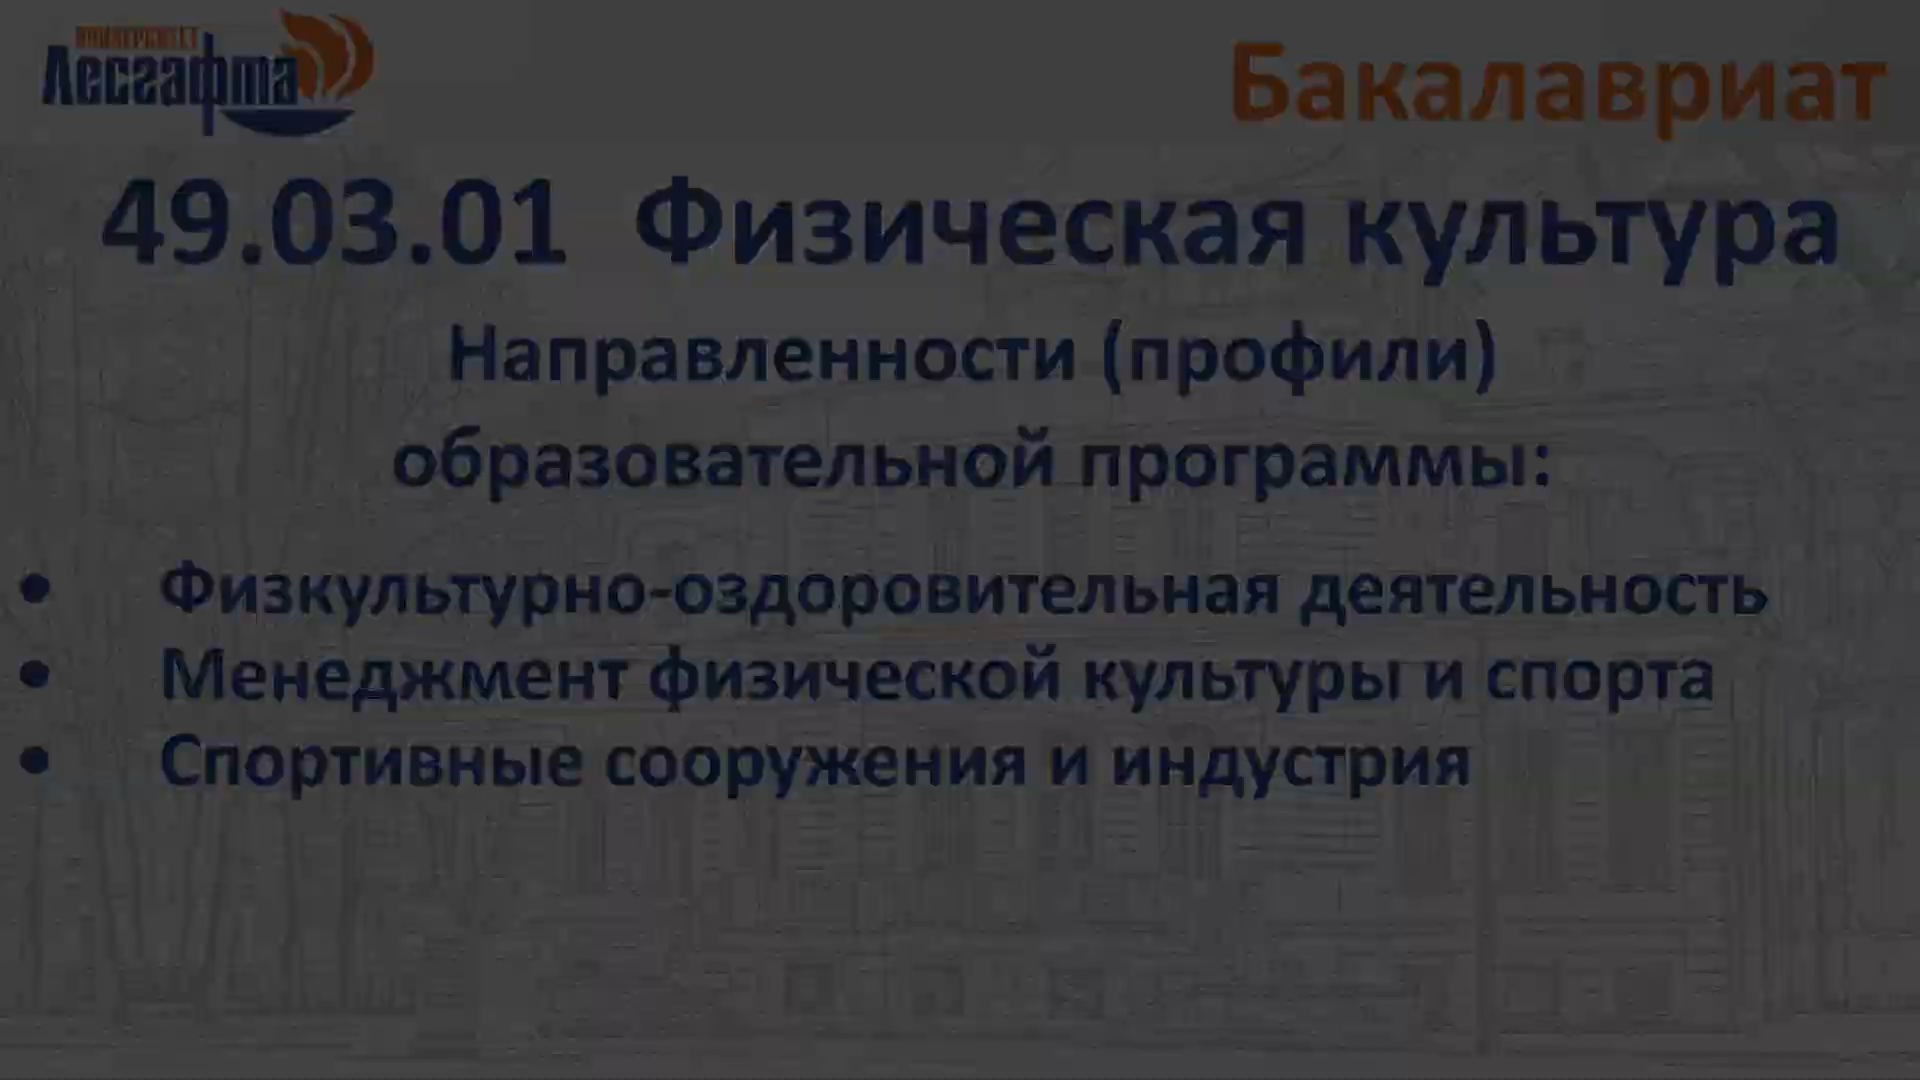 УНИВЕРСИТЕТ
Лесгафта
Бакалавриат
49.03.01 Физическая культура
Направленности (профили)
образовательной программы:
• Физкультурно-оздоровительная деятельность
• Менеджмент физической культуры и спорта
• Спортивные сооружения и индустрия